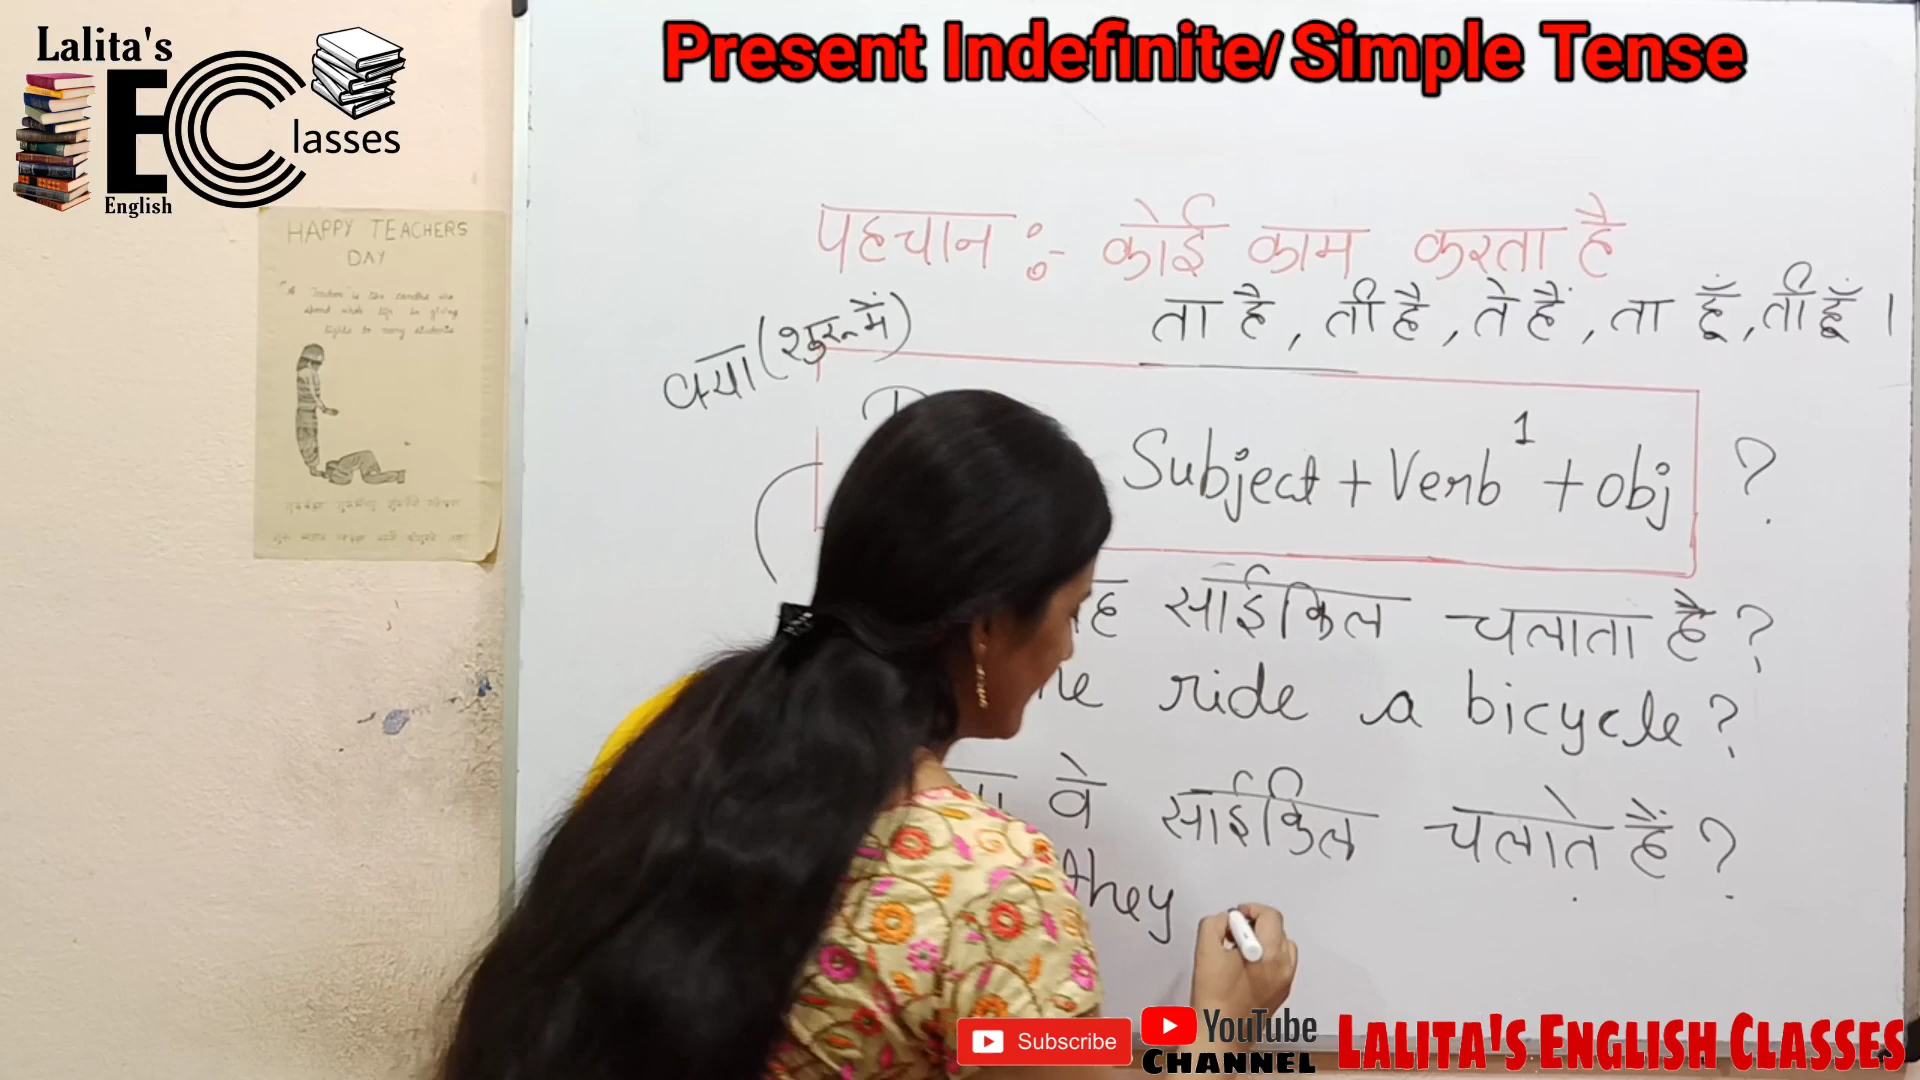 Present Indefinite/ Simple Tense
Lalita's
EC
lasses
English
HAPPY TEACHERS
DAY
पहचान :- कोई काम करता है
ता है, ती है, ते हैं, ता हूँ, ती हूँ ।
क्या (शुरू में)
Subject + Verb 1 + obj ?
साईकिल चलाता है ?
ride a bicycle ?
वे साईकिल चलाते हैं ?
they
Subscribe
YouTube
CHANNEL
LALITA'S ENGLISH CLASSES